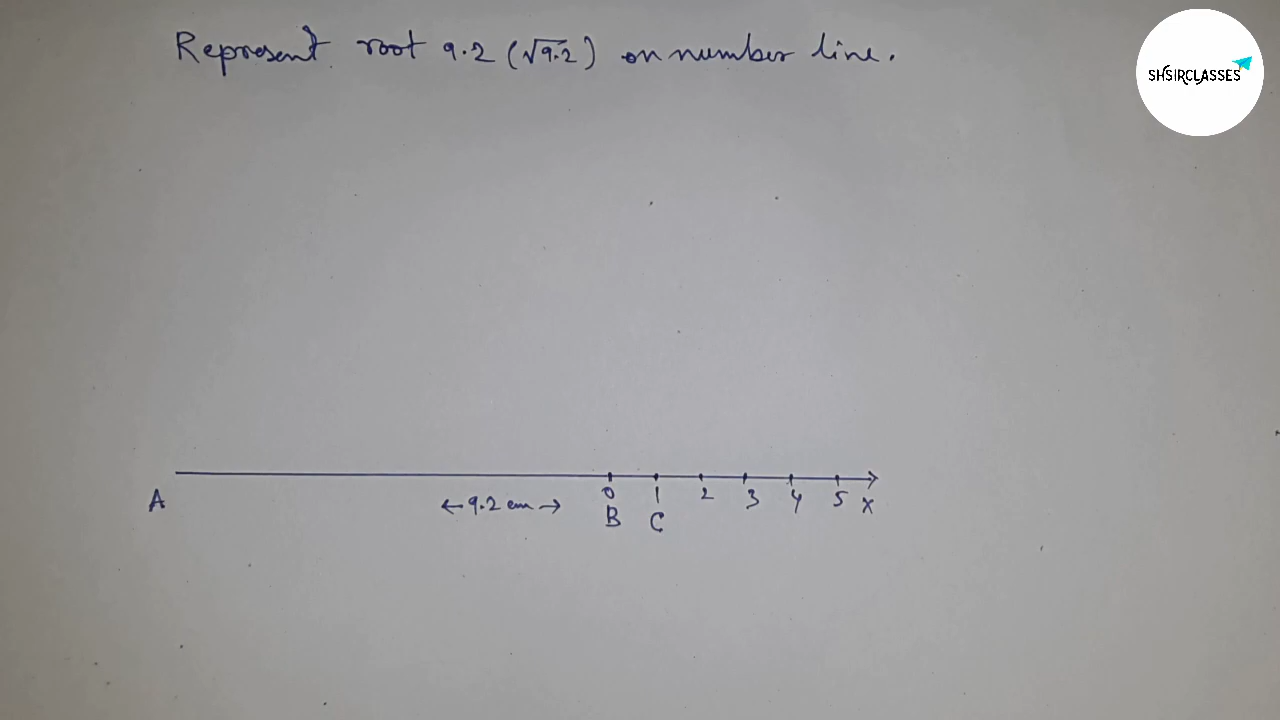 Represent root 9.2 (√9.2) on number line.
SHSIRCLASSES
A ← 9.2 cm → 0 1 2 3 4 5 X
B C